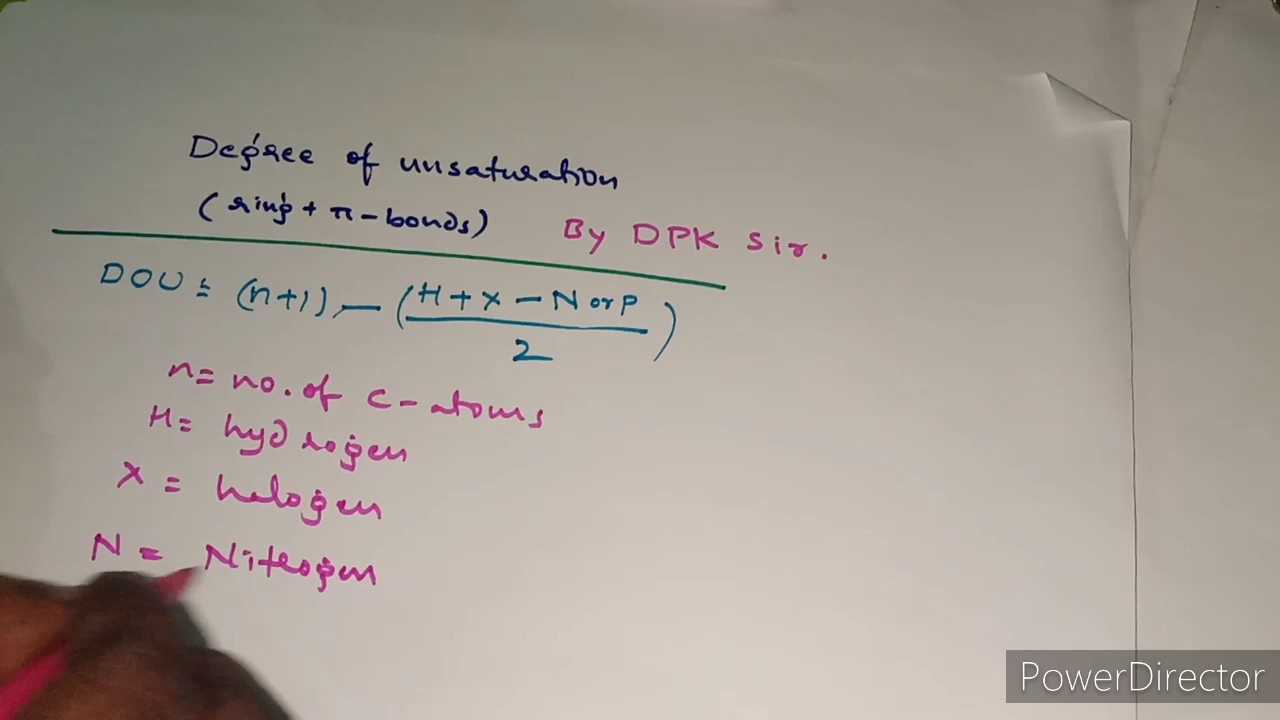 Degree of unsaturation
(ring + π - bonds) By DPK Sir.
DOU = (n+1) - (H + X - N or P / 2)
n = no. of C-atoms
H = hydrogen
X = halogen
N = Nitrogen
PowerDirector